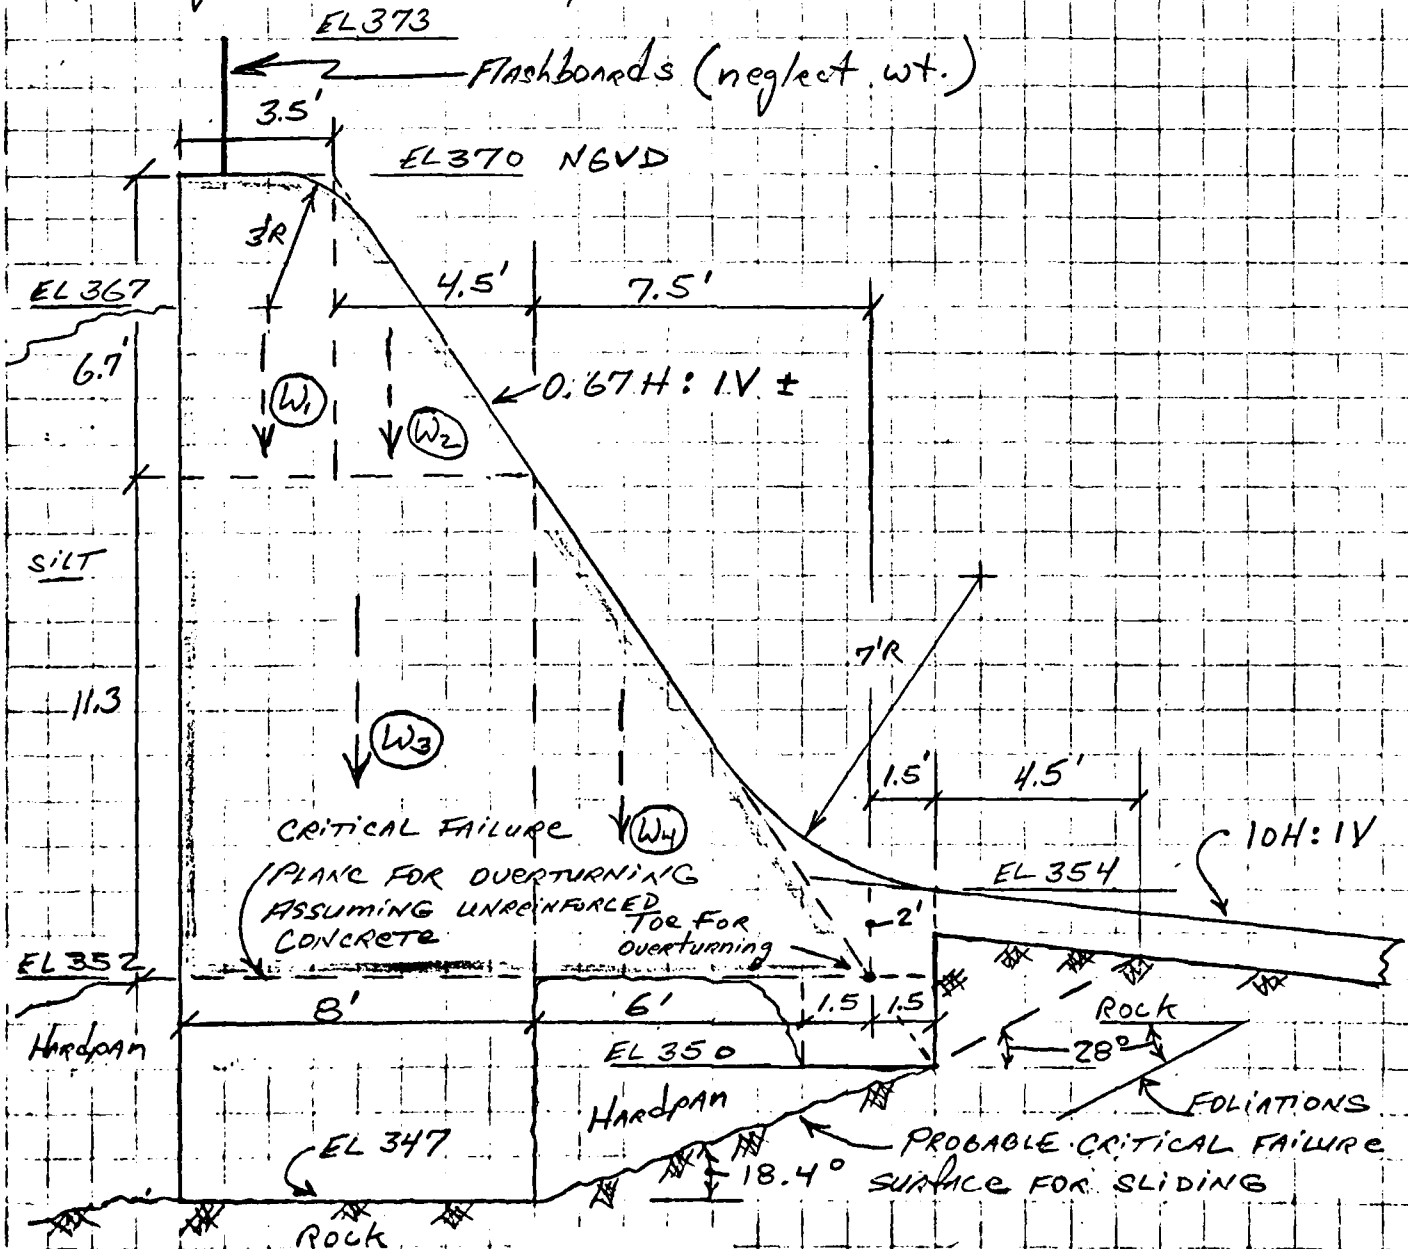 EL 373
Flashboards (neglect wt.)
3.5'
EL 370 NGVD
3'R
EL 367
4.5'
7.5'
6.7'
0.67 H : 1 V ±
W1
W2
SILT
7'R
11.3
W3
1.5'
4.5'
W4
10H : 1V
CRITICAL FAILURE
PLANE FOR OVERTURNING
ASSUMING UNREINFORCED
CONCRETE
EL 354
TOE FOR
OVERTURNING
2'
EL 352
8'
6'
1.5
1.5
ROCK
HARDPAN
EL 350
28°
HARDPAN
FOLIATIONS
EL 347
PROBABLE CRITICAL FAILURE
SURFACE FOR SLIDING
18.4°
ROCK